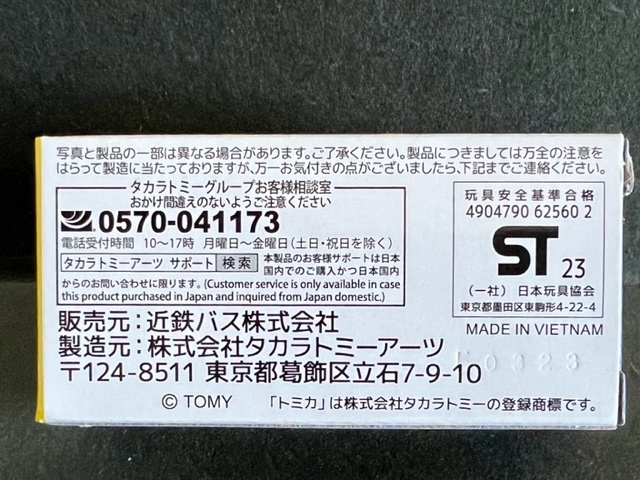 写真と製品の一部は異なる場合があります。ご了承ください。製品につきましては万全の注意を
はらって製造に当たっておりますが、万一お気付きの点がございましたら、下記までご連絡ください。
タカラトミーグループお客様相談室
おかけ間違えのないようご注意ください
0570-041173
電話受付時間 10〜17時 月曜日〜金曜日(土・日・祝日を除く)
タカラトミーアーツ サポート 検索 本製品のお客様サポートは日本
国内でのご購入かつ日本国内
からのお問い合わせに限ります。(Customer service is only available in case
this product purchased in Japan and inquired from Japan domestic.)
玩具安全基準合格
4904790 62560 2
ST 23
(一社) 日本玩具協会
東京都墨田区東駒形4-22-4
MADE IN VIETNAM
販売元:近鉄バス株式会社
製造元:株式会社タカラトミーアーツ
〒124-8511 東京都葛飾区立石7-9-10
© TOMY 「トミカ」は株式会社タカラトミーの登録商標です。